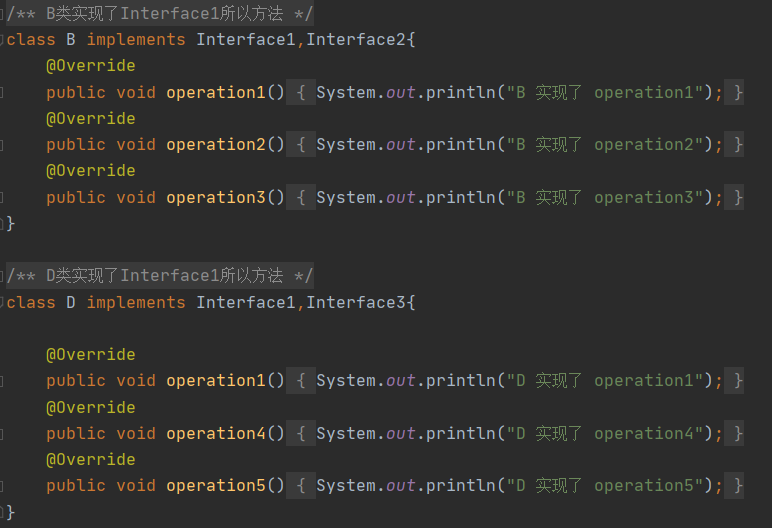 /** B类实现了Interface1所以方法 */
class B implements Interface1,Interface2{
@Override
public void operation1() { System.out.println("B 实现了 operation1"); }
@Override
public void operation2() { System.out.println("B 实现了 operation2"); }
@Override
public void operation3() { System.out.println("B 实现了 operation3"); }
}
/** D类实现了Interface1所以方法 */
class D implements Interface1,Interface3{
@Override
public void operation1() { System.out.println("D 实现了 operation1"); }
@Override
public void operation4() { System.out.println("D 实现了 operation4"); }
@Override
public void operation5() { System.out.println("D 实现了 operation5"); }
}